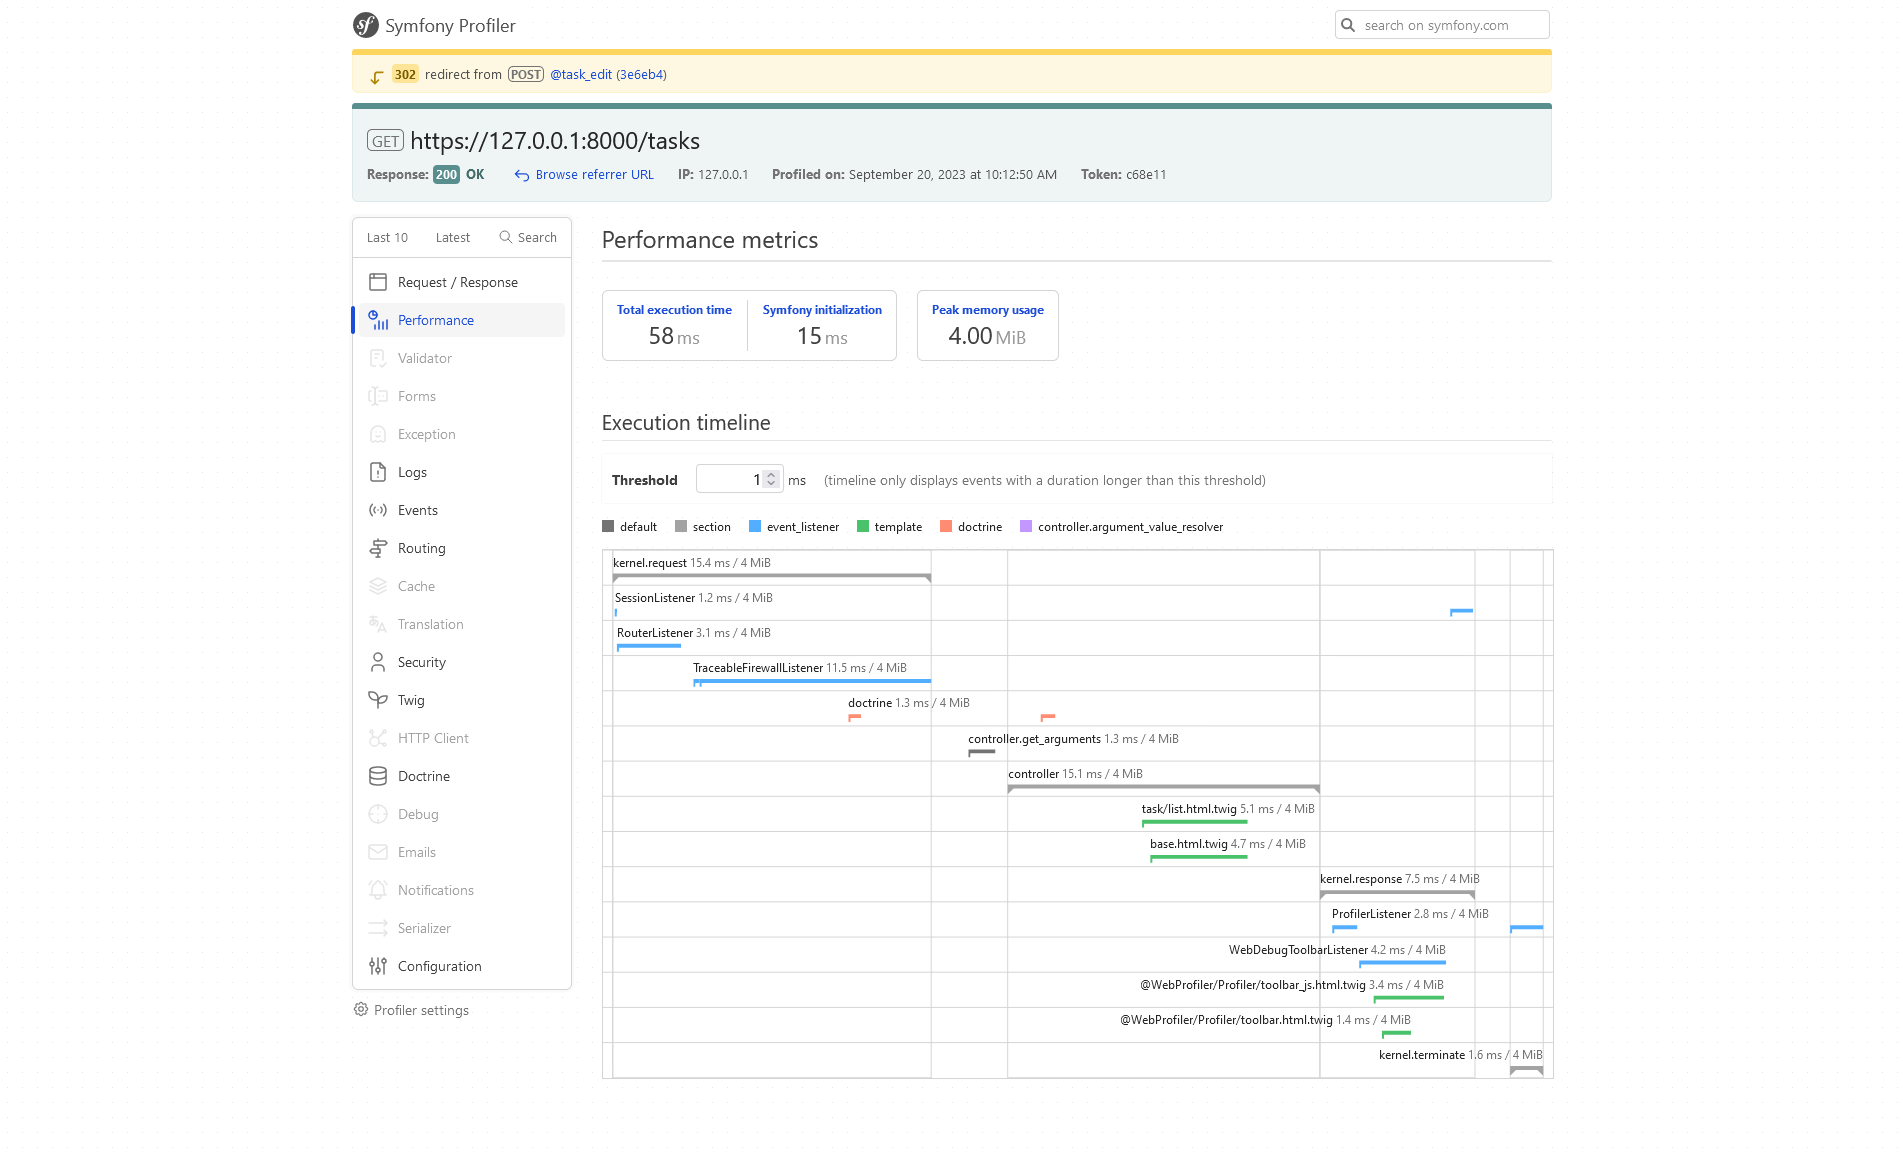 sf Symfony Profiler
search on symfony.com
302 redirect from POST @task_edit (3e6eb4)
GET https://127.0.0.1:8000/tasks
Response: 200 OK Browse referrer URL IP: 127.0.0.1 Profiled on: September 20, 2023 at 10:12:50 AM Token: c68e11
Last 10 Latest Search
Request / Response
Performance
Validator
Forms
Exception
Logs
Events
Routing
Cache
Translation
Security
Twig
HTTP Client
Doctrine
Debug
Emails
Notifications
Serializer
Configuration
Profiler settings
Performance metrics
Total execution time Symfony initialization Peak memory usage
58 ms 15 ms 4.00 MiB
Execution timeline
Threshold 1 ms (timeline only displays events with a duration longer than this threshold)
default section event_listener template doctrine controller.argument_value_resolver
kernel.request 15.4 ms / 4 MiB
SessionListener 1.2 ms / 4 MiB
RouterListener 3.1 ms / 4 MiB
TraceableFirewallListener 11.5 ms / 4 MiB
doctrine 1.3 ms / 4 MiB
controller.get_arguments 1.3 ms / 4 MiB
controller 15.1 ms / 4 MiB
task/list.html.twig 5.1 ms / 4 MiB
base.html.twig 4.7 ms / 4 MiB
kernel.response 7.5 ms / 4 MiB
ProfilerListener 2.8 ms / 4 MiB
WebDebugToolbarListener 4.2 ms / 4 MiB
@WebProfiler/Profiler/toolbar_js.html.twig 3.4 ms / 4 MiB
@WebProfiler/Profiler/toolbar.html.twig 1.4 ms / 4 MiB
kernel.terminate 1.6 ms / 4 MiB